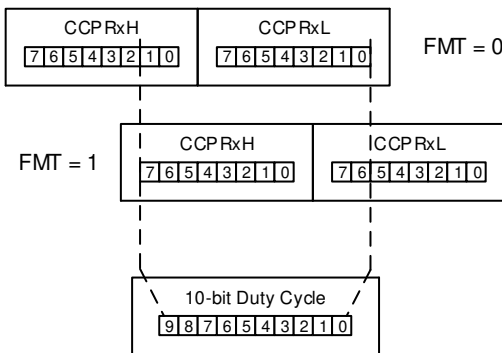 CCPRxH CCPRxL
7 6 5 4 3 2 1 0 7 6 5 4 3 2 1 0 FMT = 0
CCPRxH CCPRxL
FMT = 1 7 6 5 4 3 2 1 0 7 6 5 4 3 2 1 0
10-bit Duty Cycle
9 8 7 6 5 4 3 2 1 0